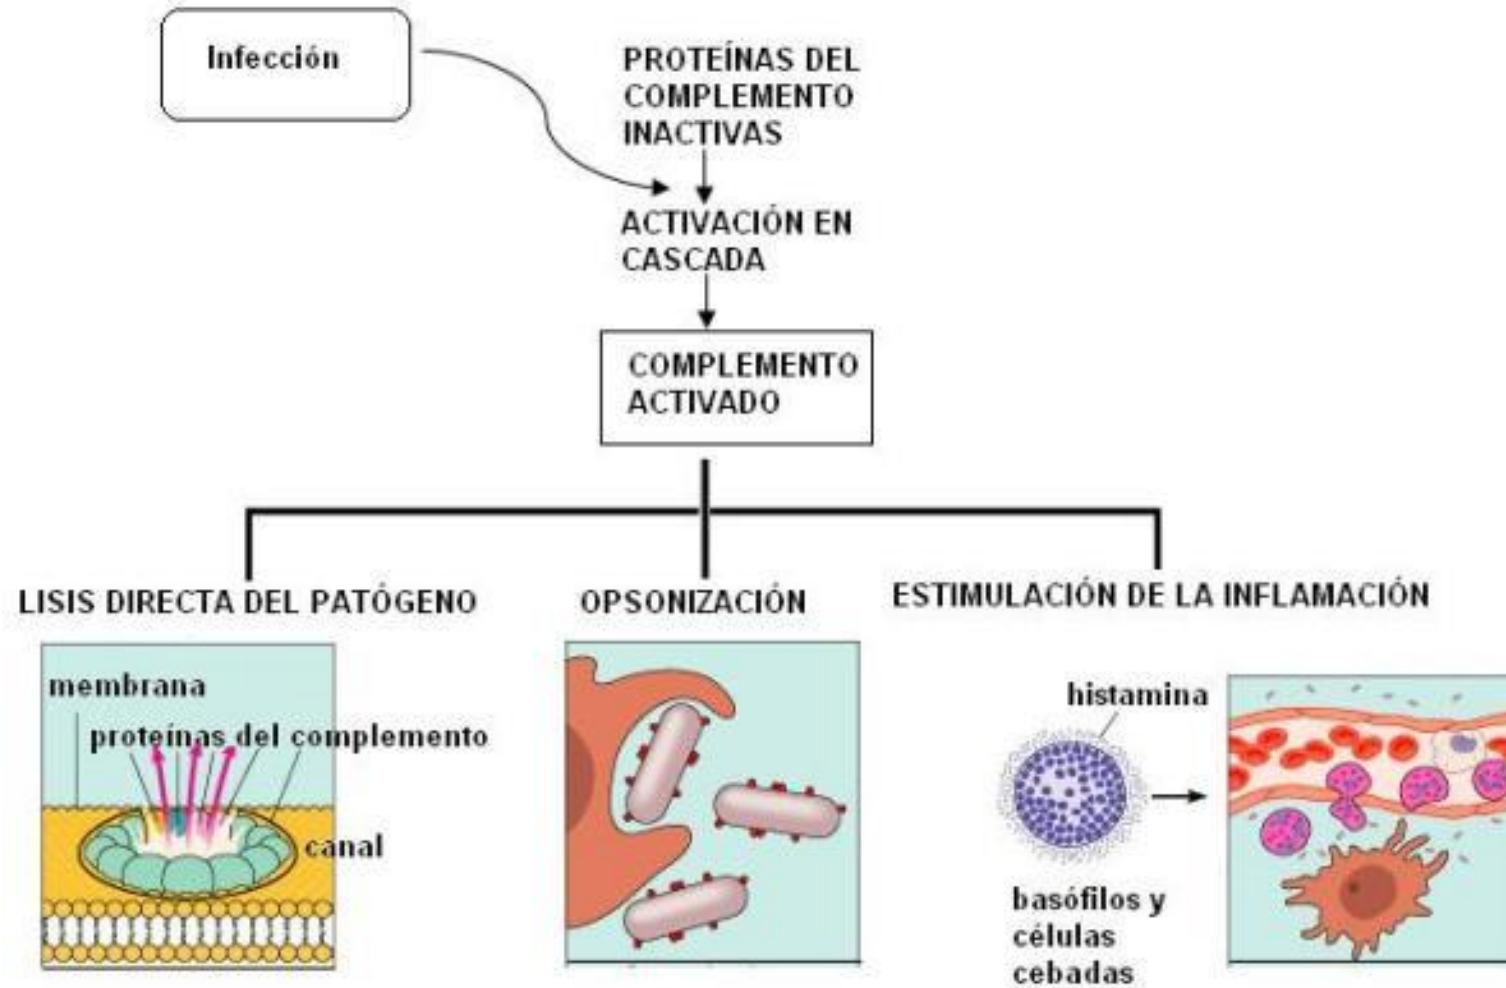 Infección
PROTEÍNAS DEL
COMPLEMENTO
INACTIVAS
ACTIVACIÓN EN
CASCADA
COMPLEMENTO
ACTIVADO
LISIS DIRECTA DEL PATÓGENO
OPSONIZACIÓN
ESTIMULACIÓN DE LA INFLAMACIÓN
membrana
proteínas del complemento
canal
histamina
basófilos y
células
cebadas